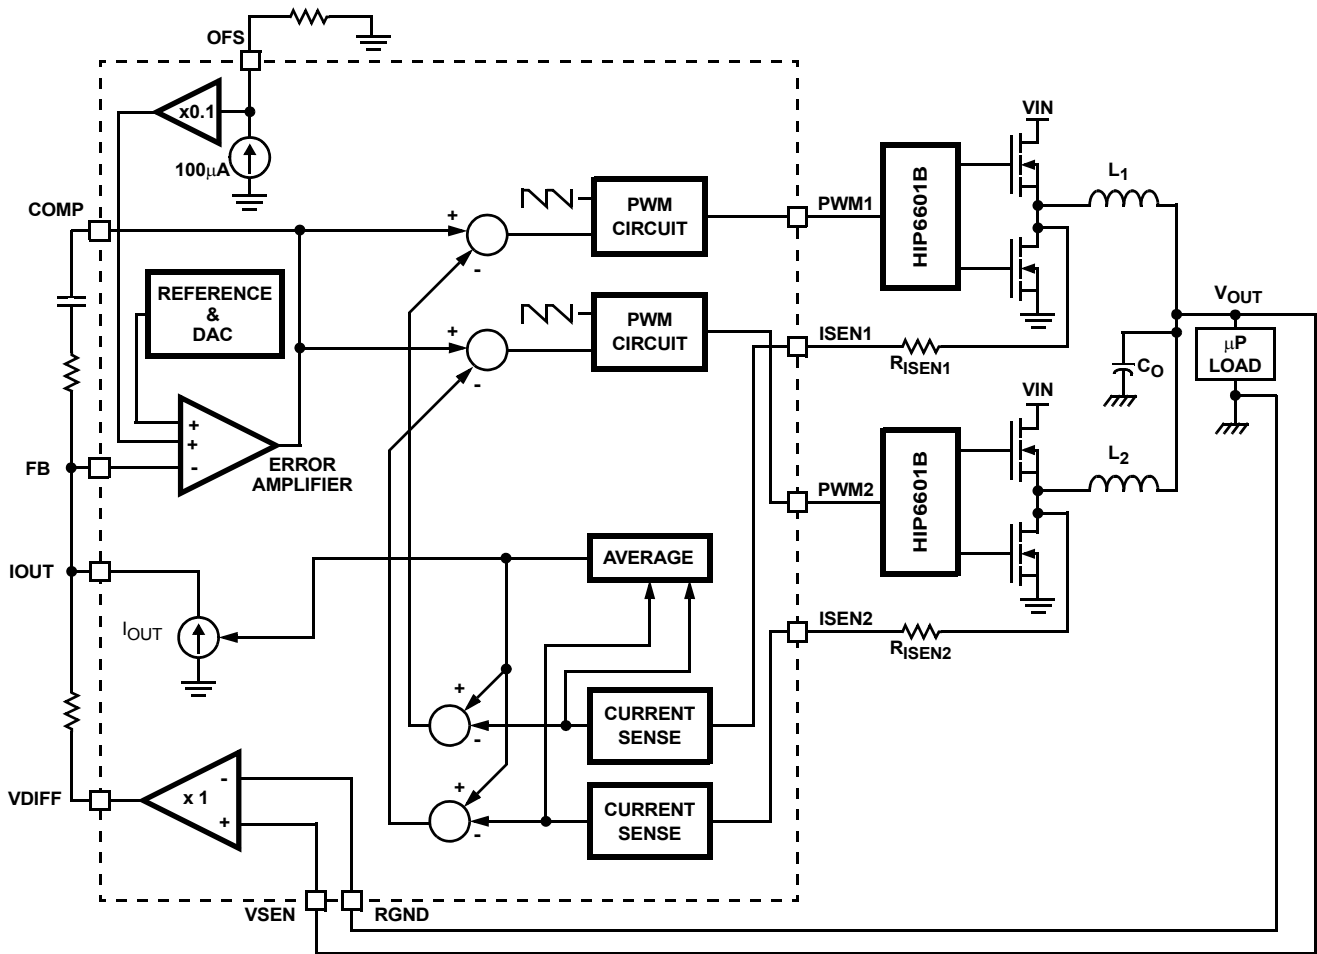 OFS
x0.1
100μA
COMP
REFERENCE
&
DAC
+
+
-
ERROR
AMPLIFIER
FB
IOUT
IOUT
VDIFF
x 1
-
+
VSEN
RGND
+
-
PWM
CIRCUIT
+
-
PWM
CIRCUIT
AVERAGE
+
-
CURRENT
SENSE
+
-
CURRENT
SENSE
PWM1
HIP6601B
VIN
L1
ISEN1
RISEN1
VOUT
μP
LOAD
CO
PWM2
HIP6601B
VIN
L2
ISEN2
RISEN2